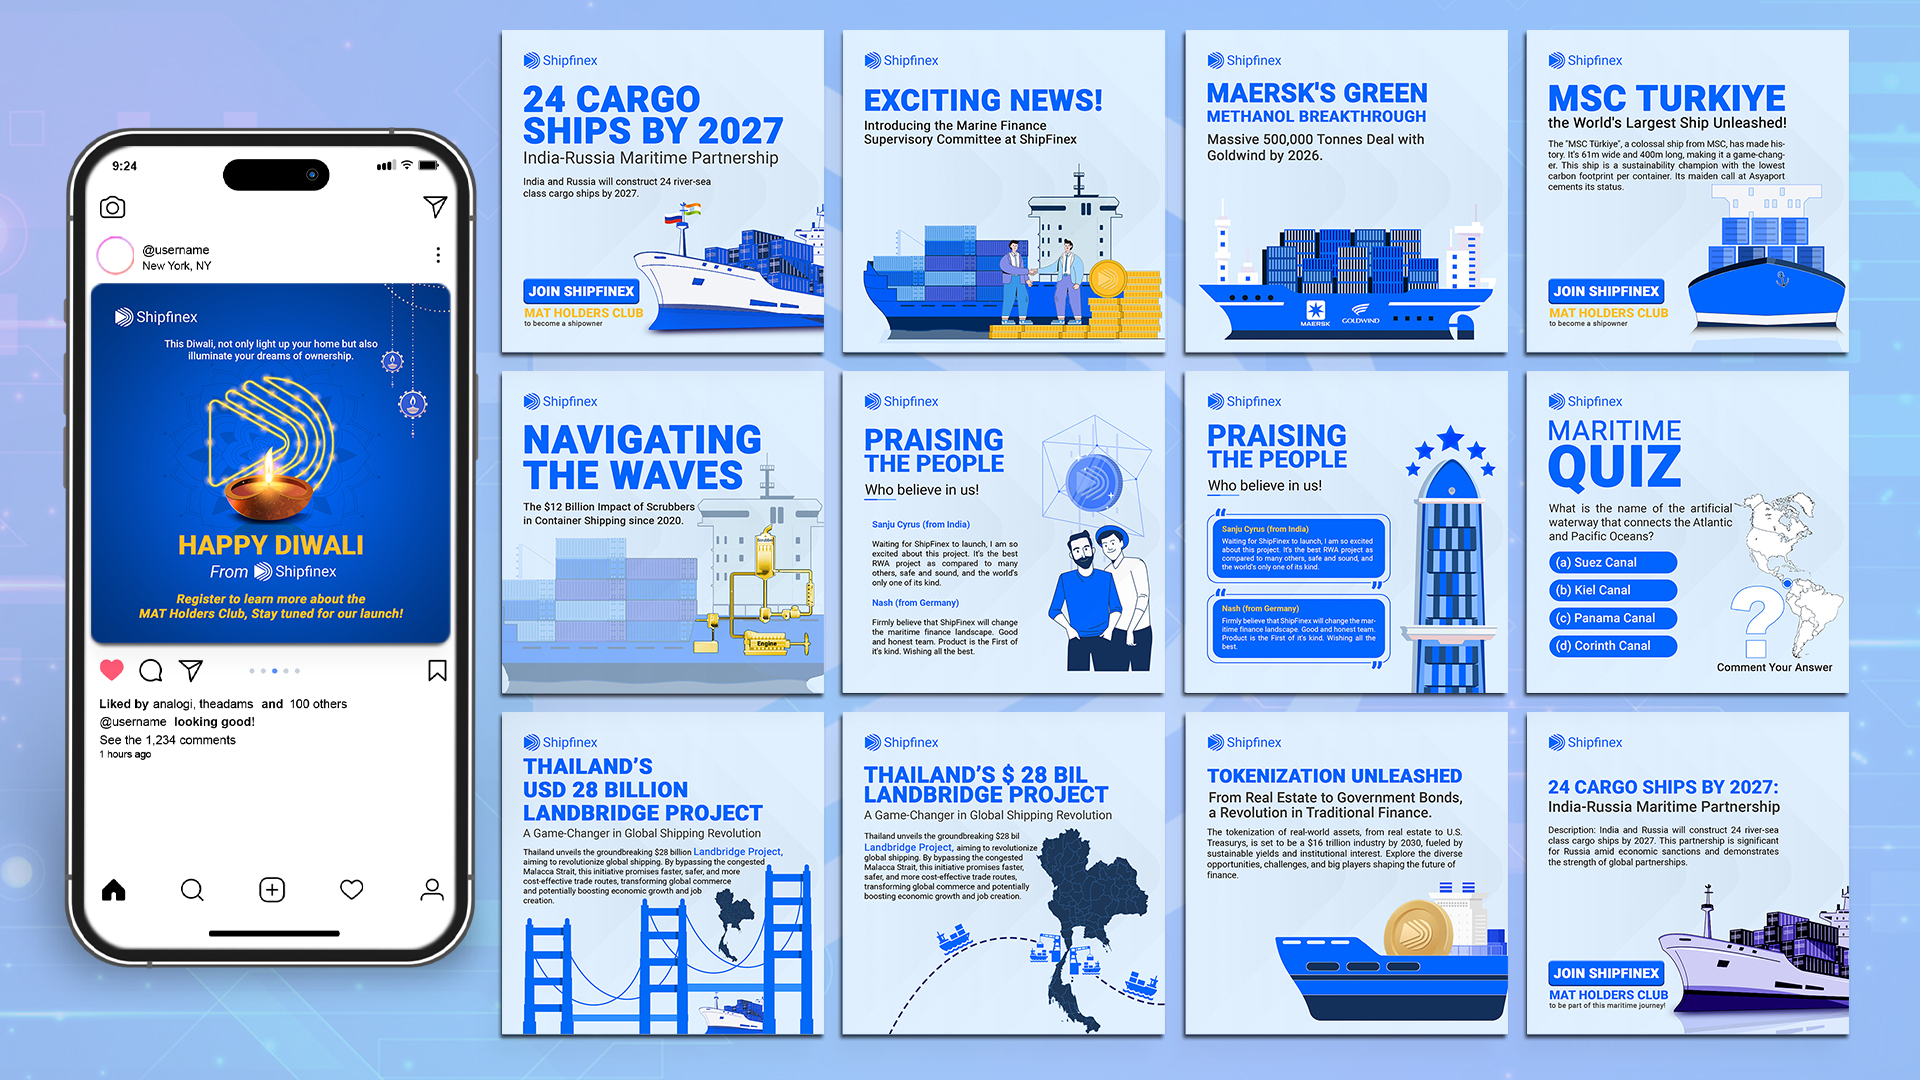 9:24
@username
New York, NY
Shipfinex
This Diwali, not only light up your home but also
illuminate your dreams of ownership.
HAPPY DIWALI
From Shipfinex
Register to learn more about the
MAT Holders Club, Stay tuned for our launch!
Liked by analogi, theadams and 100 others
@username looking good!
See the 1,234 comments
1 hours ago
Shipfinex
24 CARGO
SHIPS BY 2027
India-Russia Maritime Partnership
India and Russia will construct 24 river-sea
class cargo ships by 2027.
JOIN SHIPFINEX
MAT HOLDERS CLUB
to become a shipowner
Shipfinex
EXCITING NEWS!
Introducing the Marine Finance
Supervisory Committee at ShipFinex
Shipfinex
MAERSK'S GREEN
METHANOL BREAKTHROUGH
Massive 500,000 Tonnes Deal with
Goldwind by 2026.
MAERSK
GOLDWIND
Shipfinex
MSC TURKIYE
the World's Largest Ship Unleashed!
The "MSC Türkiye", a colossal ship from MSC, has made his-
tory. It's 61m wide and 400m long, making it a game-chang-
er. This ship is a sustainability champion with the lowest
carbon footprint per container. Its maiden call at Asyaport
cements its status.
JOIN SHIPFINEX
MAT HOLDERS CLUB
to become a shipowner
Shipfinex
NAVIGATING
THE WAVES
The $12 Billion Impact of Scrubbers
in Container Shipping since 2020.
Scrubber
Engine
Shipfinex
PRAISING
THE PEOPLE
Who believe in us!
Sanju Cyrus (from India)
Waiting for ShipFinex to launch, I am so
excited about this project. It's the best
RWA project as compared to many
others, safe and sound, and the world's
only one of its kind.
Nash (from Germany)
Firmly believe that ShipFinex will change
the maritime finance landscape. Good
and honest team. Product is the First of
it's kind. Wishing all the best.
Shipfinex
PRAISING
THE PEOPLE
Who believe in us!
Sanju Cyrus (from India)
Waiting for ShipFinex to launch, I am so excited
about this project. It's the best RWA project as
compared to many others, safe and sound, and
the world's only one of its kind.
Nash (from Germany)
Firmly believe that ShipFinex will change the mar-
itime finance landscape. Good and honest team.
Product is the First of it's kind. Wishing all the
best.
Shipfinex
MARITIME
QUIZ
What is the name of the artificial
waterway that connects the Atlantic
and Pacific Oceans?
(a) Suez Canal
(b) Kiel Canal
(c) Panama Canal
(d) Corinth Canal
?
Comment Your Answer
Shipfinex
THAILAND'S
USD 28 BILLION
LANDBRIDGE PROJECT
A Game-Changer in Global Shipping Revolution
Thailand unveils the groundbreaking $28 billion Landbridge Project,
aiming to revolutionize global shipping. By bypassing the congested
Malacca Strait, this initiative promises faster, safer, and more
cost-effective trade routes, transforming global commerce
and potentially boosting economic growth and job
creation.
Shipfinex
THAILAND'S $ 28 BIL
LANDBRIDGE PROJECT
A Game-Changer in Global Shipping Revolution
Thailand unveils the groundbreaking $28 bil
Landbridge Project, aiming to revolutionize
global shipping. By bypassing the congested
Malacca Strait, this initiative promises faster,
safer, and more cost-effective trade routes,
transforming global commerce and potentially
boosting economic growth and job creation.
Shipfinex
TOKENIZATION UNLEASHED
From Real Estate to Government Bonds,
a Revolution in Traditional Finance.
The tokenization of real-world assets, from real estate to U.S.
Treasurys, is set to be a $16 trillion industry by 2030, fueled by
sustainable yields and institutional interest. Explore the diverse
opportunities, challenges, and big players shaping the future of
finance.
Shipfinex
24 CARGO SHIPS BY 2027:
India-Russia Maritime Partnership
Description: India and Russia will construct 24 river-sea
class cargo ships by 2027. This partnership is significant
for Russia amid economic sanctions and demonstrates
the strength of global partnerships.
JOIN SHIPFINEX
MAT HOLDERS CLUB
to be part of this maritime journey!